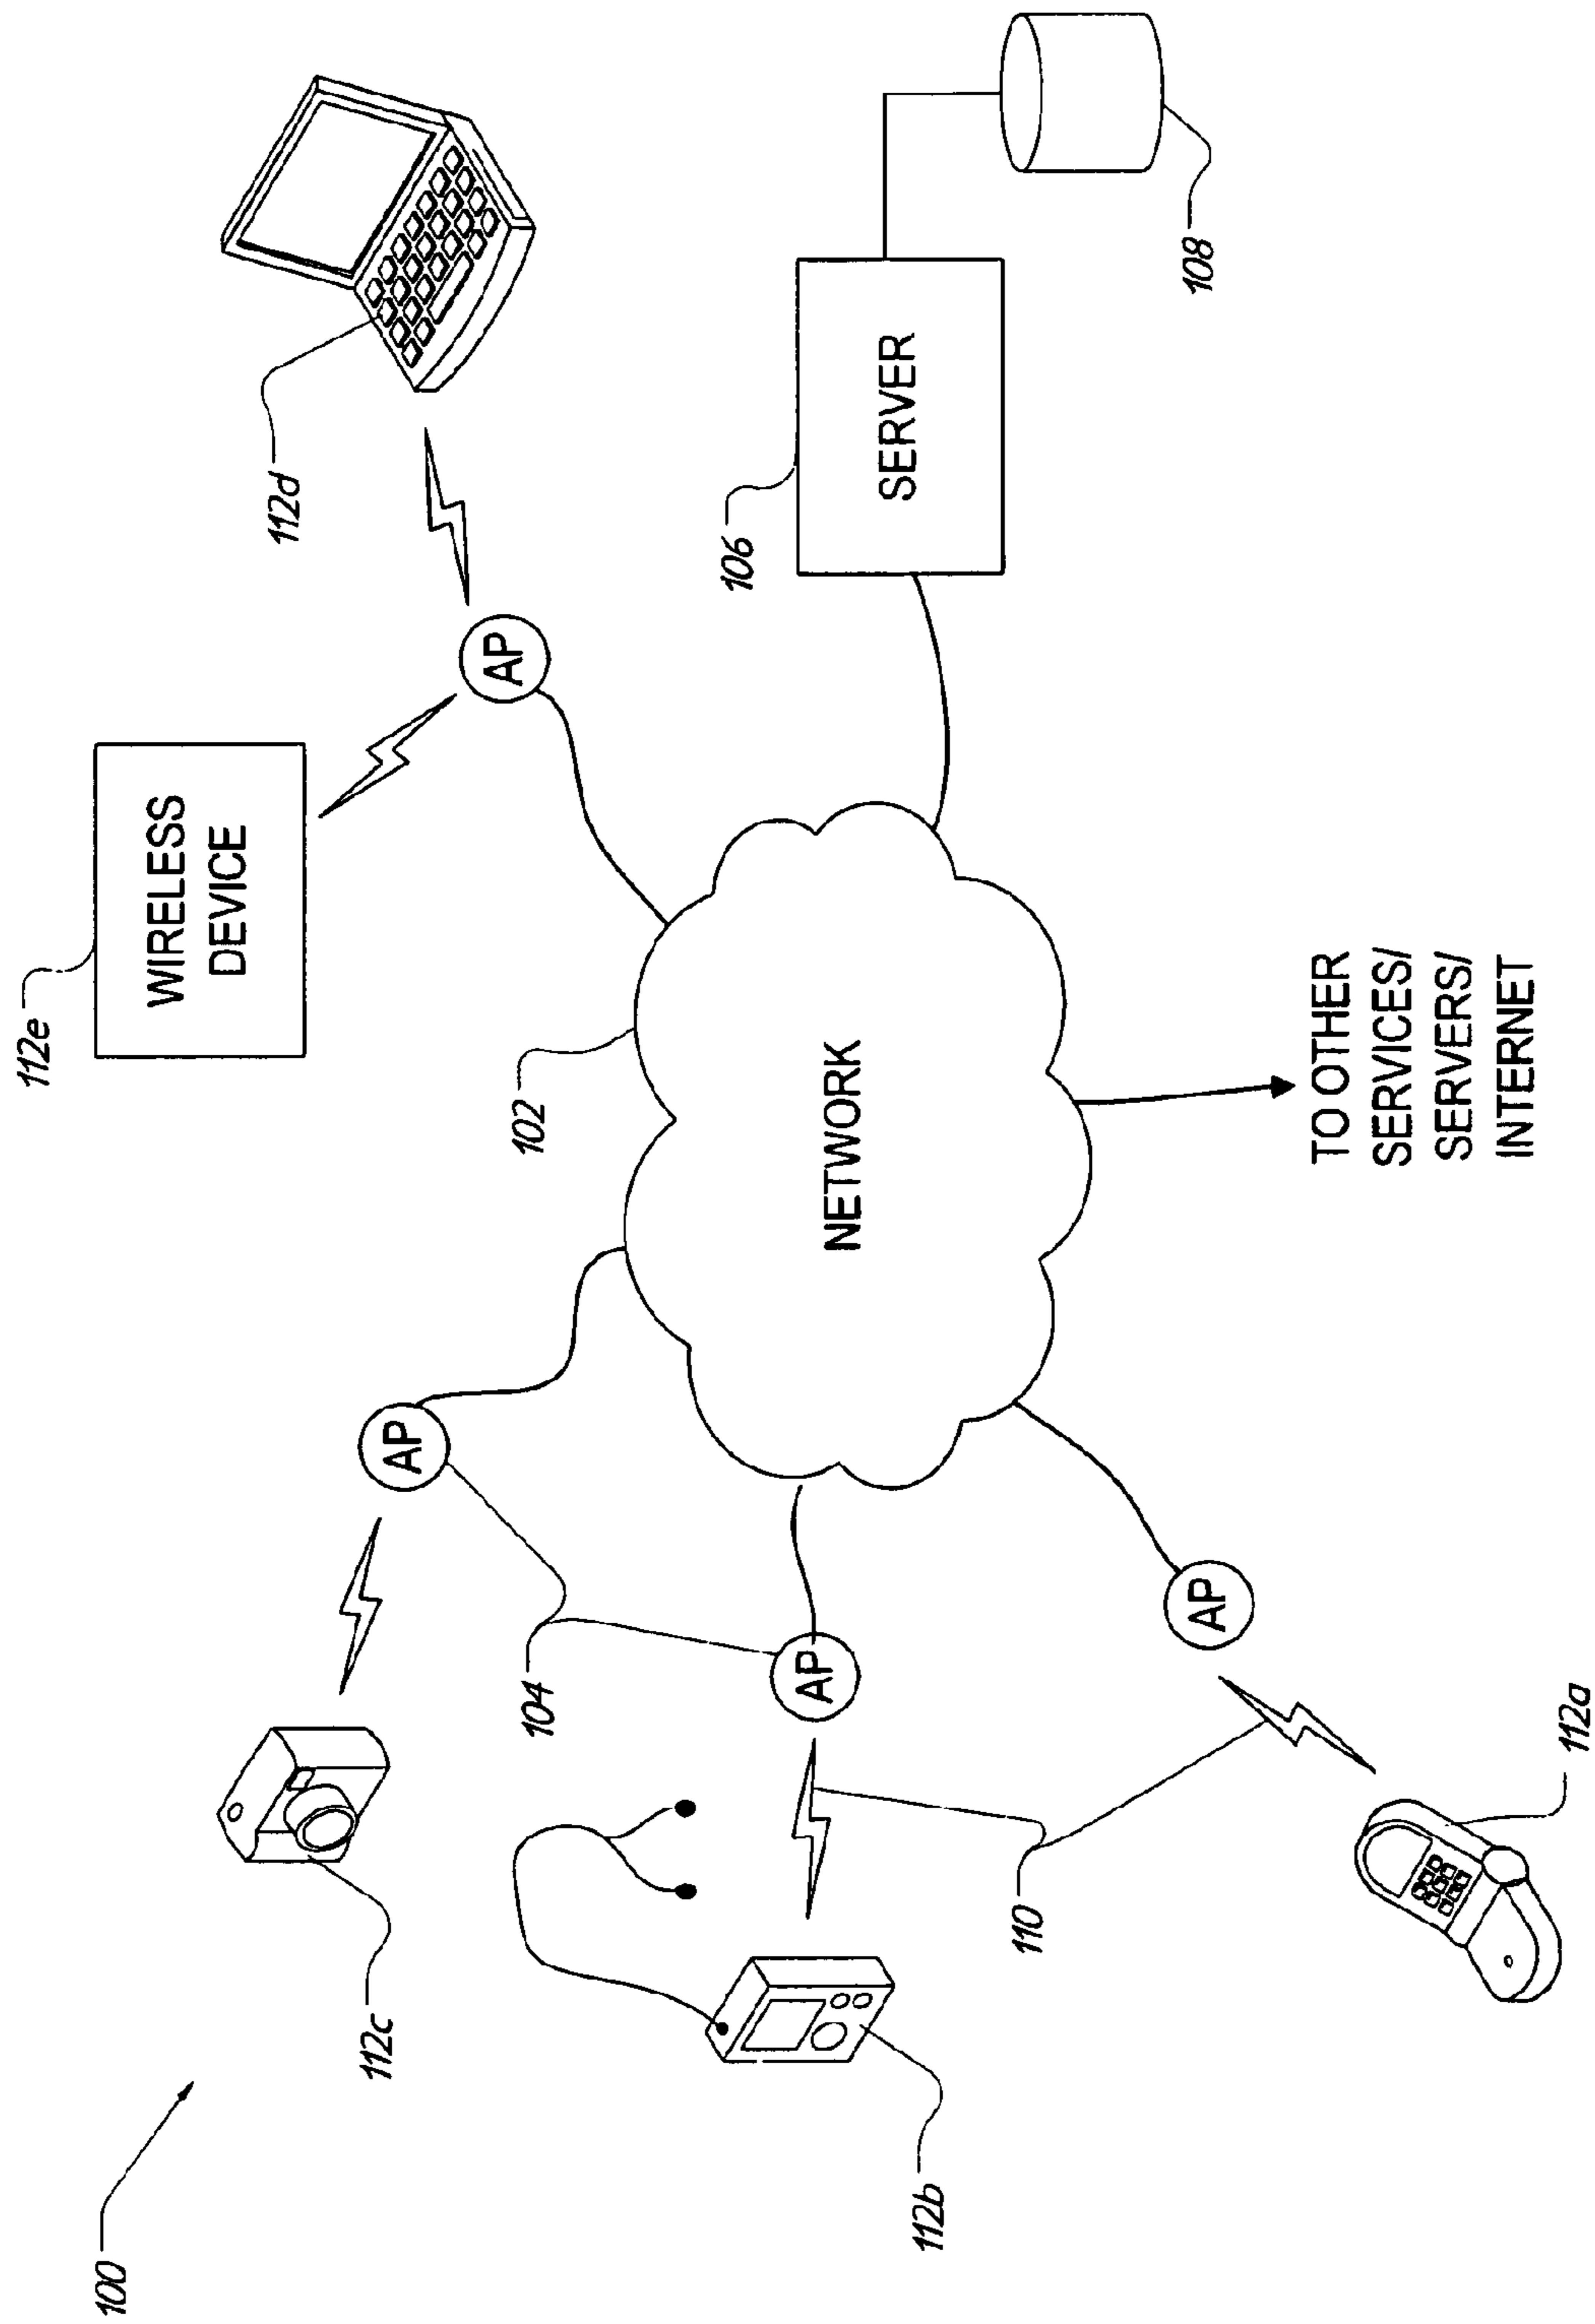 100
112c
112e
112d
104
102
AP
AP
WIRELESS
DEVICE
112b
AP
NETWORK
106
SERVER
110
AP
108
112a
TO OTHER
SERVICES/
SERVERS/
INTERNET